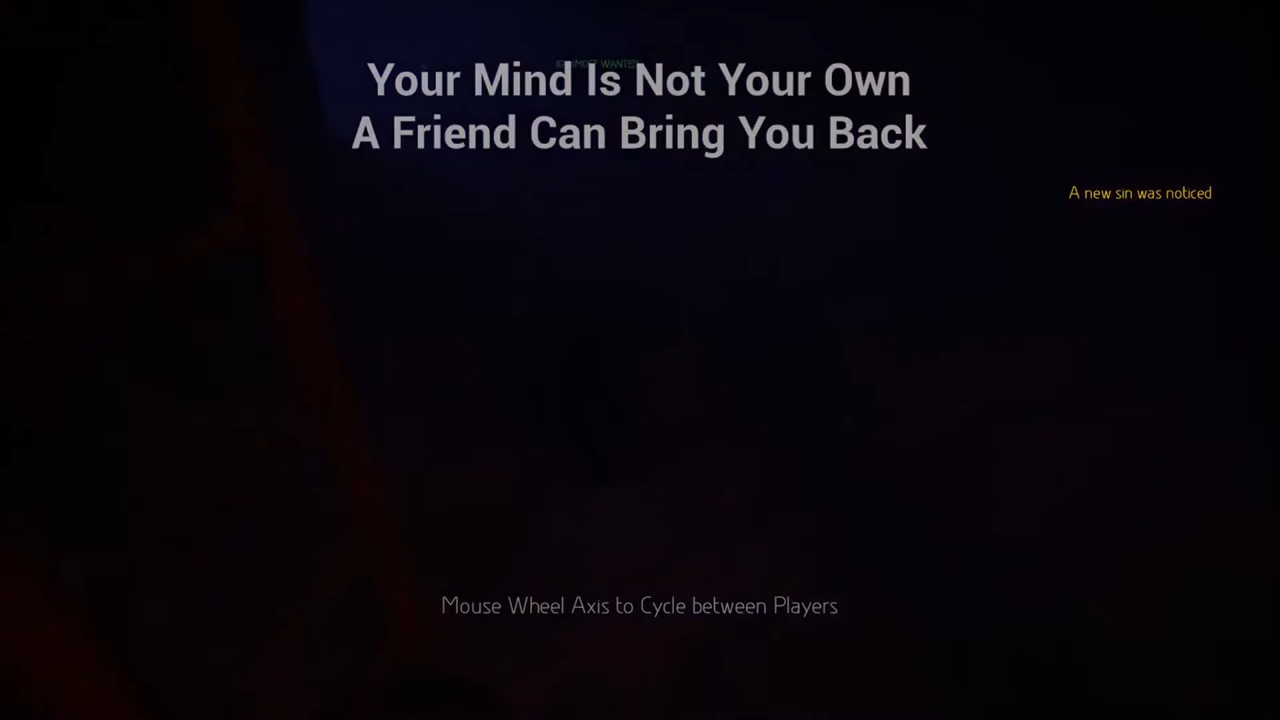 Your Mind Is Not Your Own
A Friend Can Bring You Back
A new sin was noticed
Mouse Wheel Axis to Cycle between Players